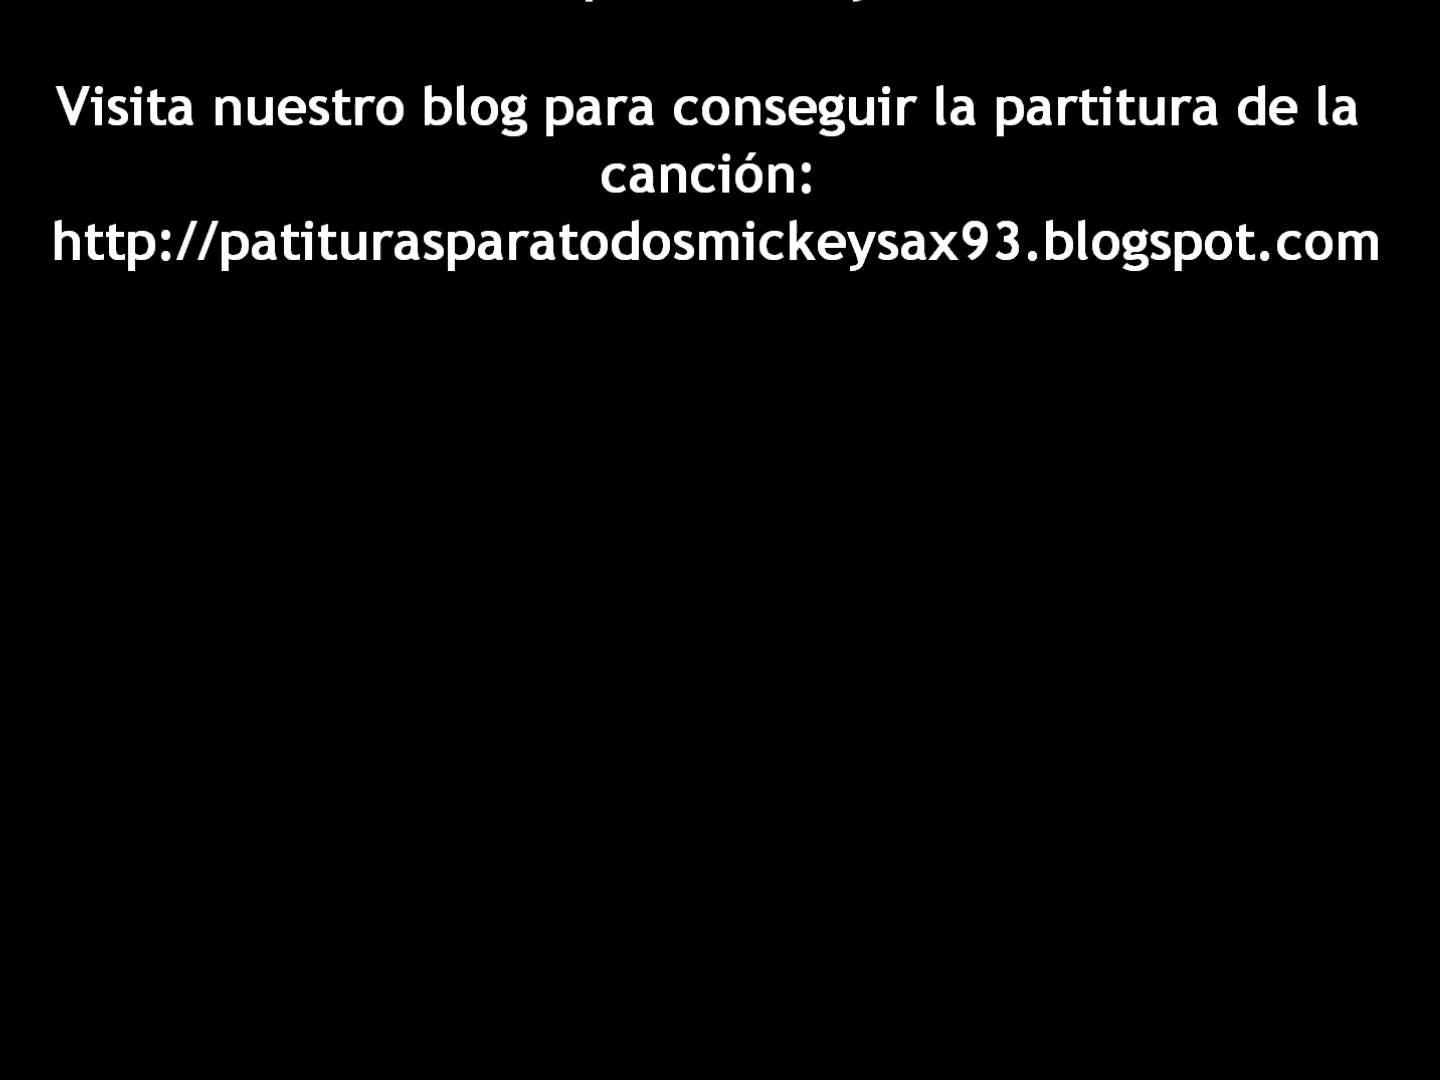 Visita nuestro blog para conseguir la partitura de la
canción:
http://patiturasparatodosmickeysax93.blogspot.com